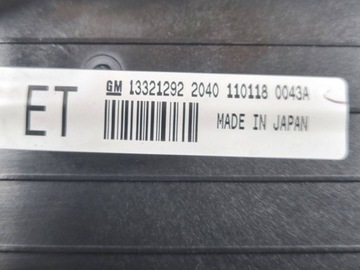 GM 13321292 2040 110118 0043A
ET
MADE IN JAPAN